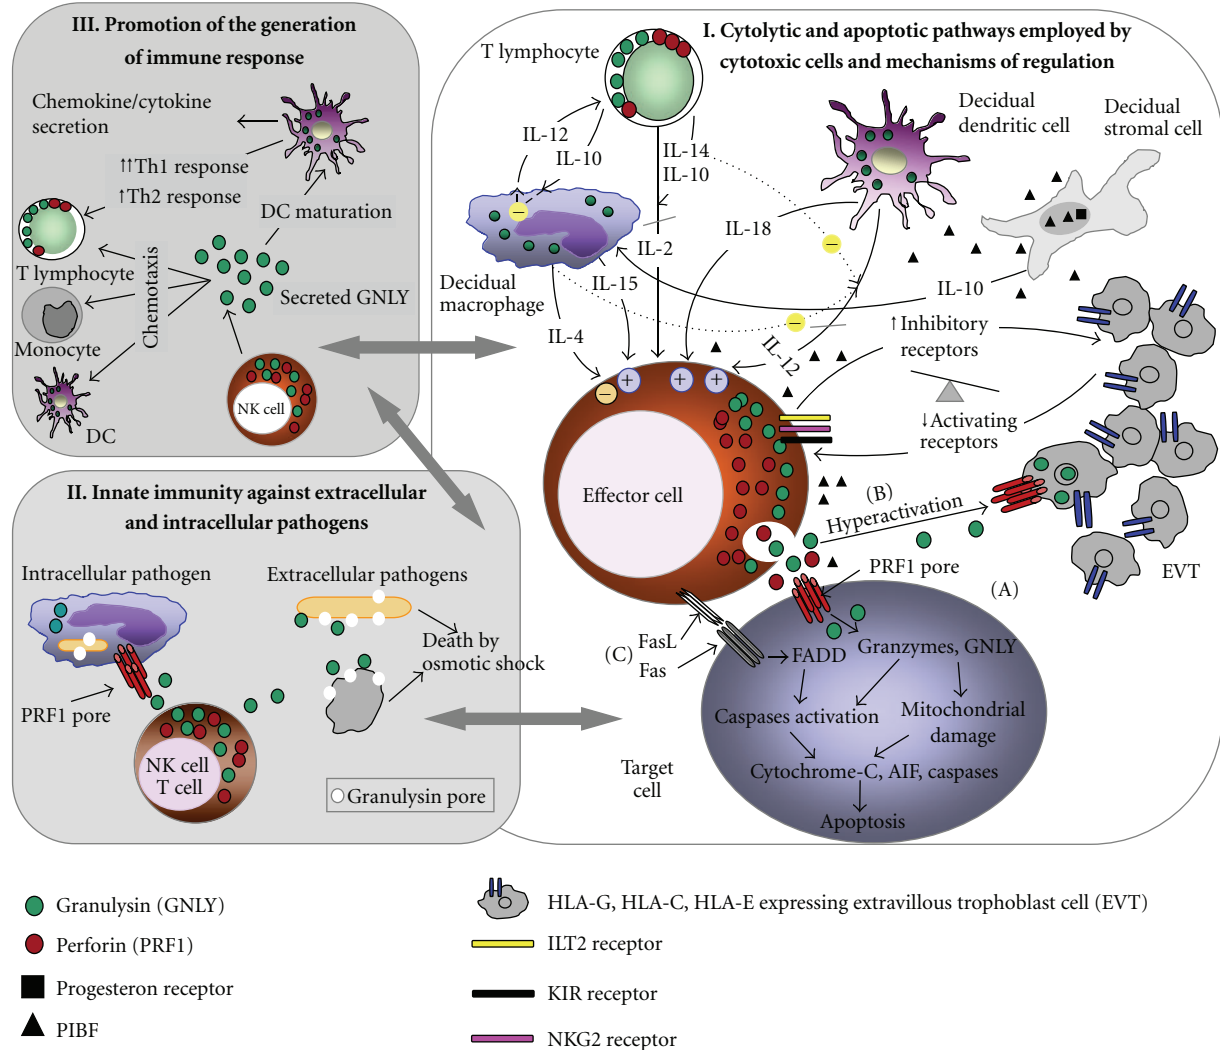 III. Promotion of the generation
of immune response
Chemokine/cytokine
secretion
↑↑Th1 response
↑Th2 response
DC maturation
T lymphocyte
Chemotaxis
Secreted GNLY
Monocyte
DC
NK cell
I. Cytolytic and apoptotic pathways employed by
cytotoxic cells and mechanisms of regulation
T lymphocyte
IL-12
IL-10
IL-14
IL-10
Decidual
dendritic cell
Decidual
stromal cell
IL-18
IL-2
Decidual
macrophage
IL-15
IL-4
IL-12
IL-10
↑Inhibitory
receptors
↓Activating
receptors
−
−
−
−
+
+
+
Effector cell
(B)
Hyperactivation
PRF1 pore
(A)
EVT
(C)
FasL
Fas
FADD
Granzymes, GNLY
Caspases activation
Mitochondrial
damage
Cytochrome-C, AIF, caspases
Apoptosis
Target
cell
II. Innate immunity against extracellular
and intracellular pathogens
Intracellular pathogen
Extracellular pathogens
Death by
osmotic shock
PRF1 pore
NK cell
T cell
Granulysin pore
Granulysin (GNLY)
Perforin (PRF1)
Progesteron receptor
PIBF
HLA-G, HLA-C, HLA-E expressing extravillous trophoblast cell (EVT)
ILT2 receptor
KIR receptor
NKG2 receptor